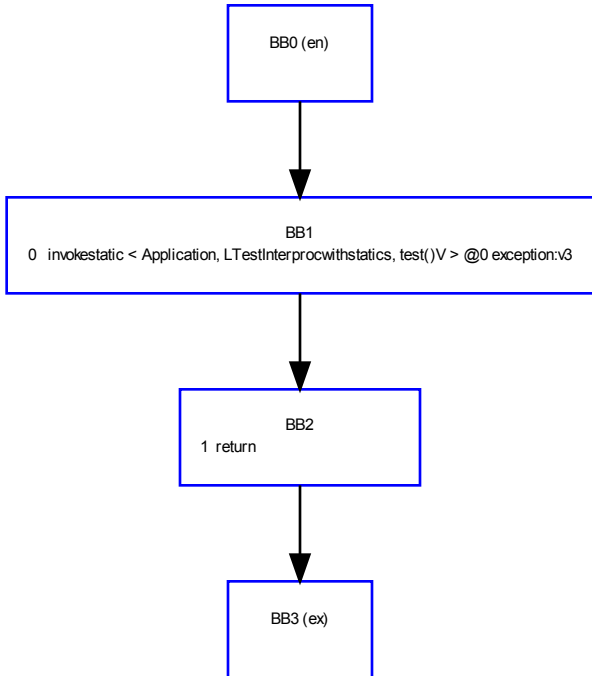 BB0 (en)
BB1
0 invokestatic < Application, LTestInterprocwithstatics, test()V > @0 exception:v3
BB2
1 return
BB3 (ex)